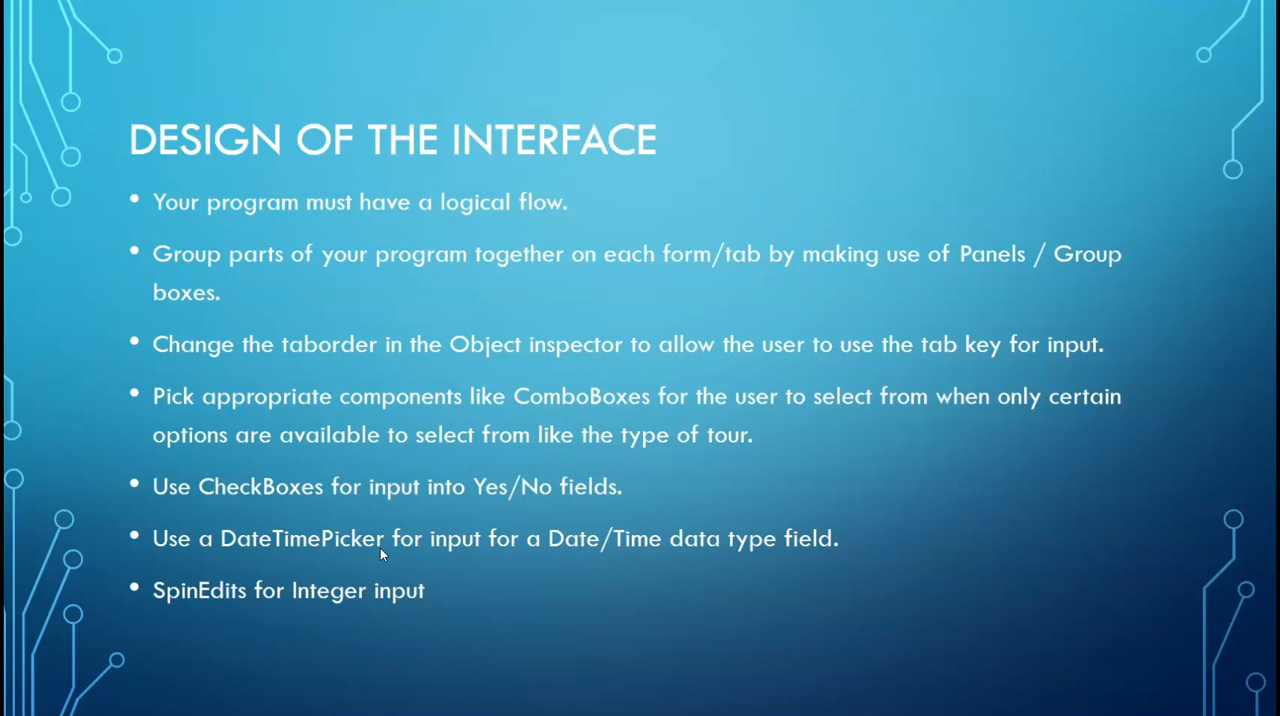 DESIGN OF THE INTERFACE
• Your program must have a logical flow.
• Group parts of your program together on each form/tab by making use of Panels / Group
boxes.
• Change the taborder in the Object inspector to allow the user to use the tab key for input.
• Pick appropriate components like ComboBoxes for the user to select from when only certain
options are available to select from like the type of tour.
• Use CheckBoxes for input into Yes/No fields.
• Use a DateTimePicker for input for a Date/Time data type field.
• SpinEdits for Integer input